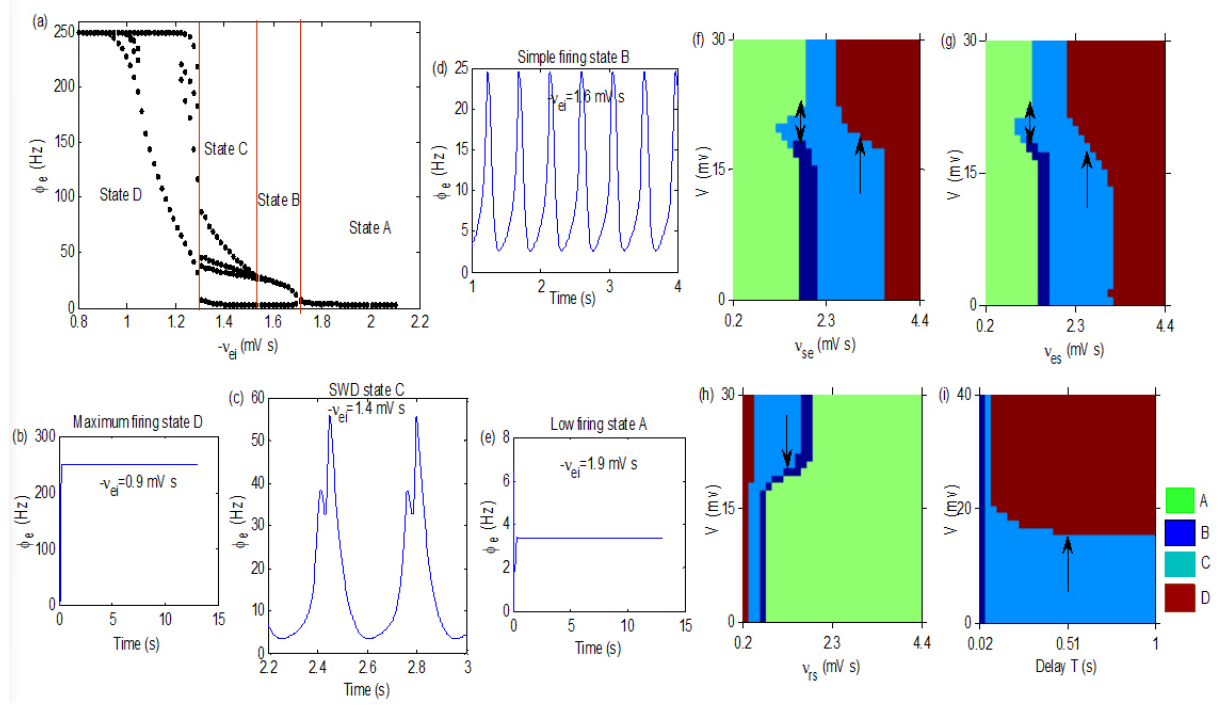 (a)
250
200
150
100
50
0
ϕe (Hz)
State D
State C
State B
State A
0.8 1 1.2 1.4 1.6 1.8 2 2.2
-νei (mV s)
(d)
Simple firing state B
-νei=1.6 mV s
25
20
15
10
5
0
ϕe (Hz)
1 2 3 4
Time (s)
(f)
30
15
0
V (mv)
0.2 2.3 4.4
νse (mV s)
(g)
30
15
0
V (mv)
0.2 2.3 4.4
νes (mV s)
(b)
Maximum firing state D
-νei=0.9 mV s
300
200
100
0
ϕe (Hz)
0 5 10 15
Time (s)
(c)
SWD state C
-νei=1.4 mV s
60
50
40
30
20
10
0
ϕe (Hz)
2.2 2.4 2.6 2.8 3
Time (s)
(e)
Low firing state A
-νei=1.9 mV s
8
6
4
2
0
ϕe (Hz)
0 5 10 15
Time (s)
(h)
30
15
0
V (mv)
0.2 2.3 4.4
νrs (mV s)
(i)
40
20
0
V (mv)
0.02 0.51 1
Delay T (s)
A
B
C
D